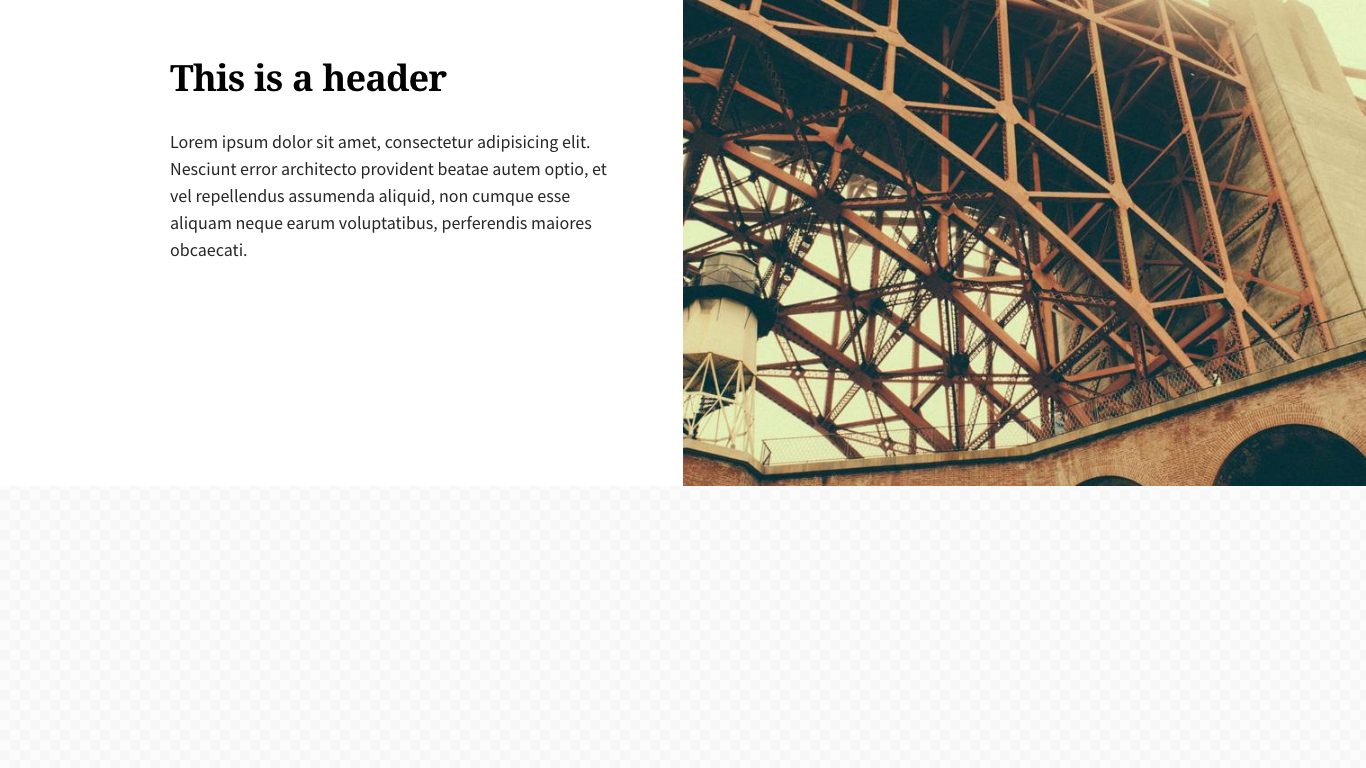 This is a header
Lorem ipsum dolor sit amet, consectetur adipisicing elit.
Nesciunt error architecto provident beatae autem optio, et
vel repellendus assumenda aliquid, non cumque esse
aliquam neque earum voluptatibus, perferendis maiores
obcaecati.